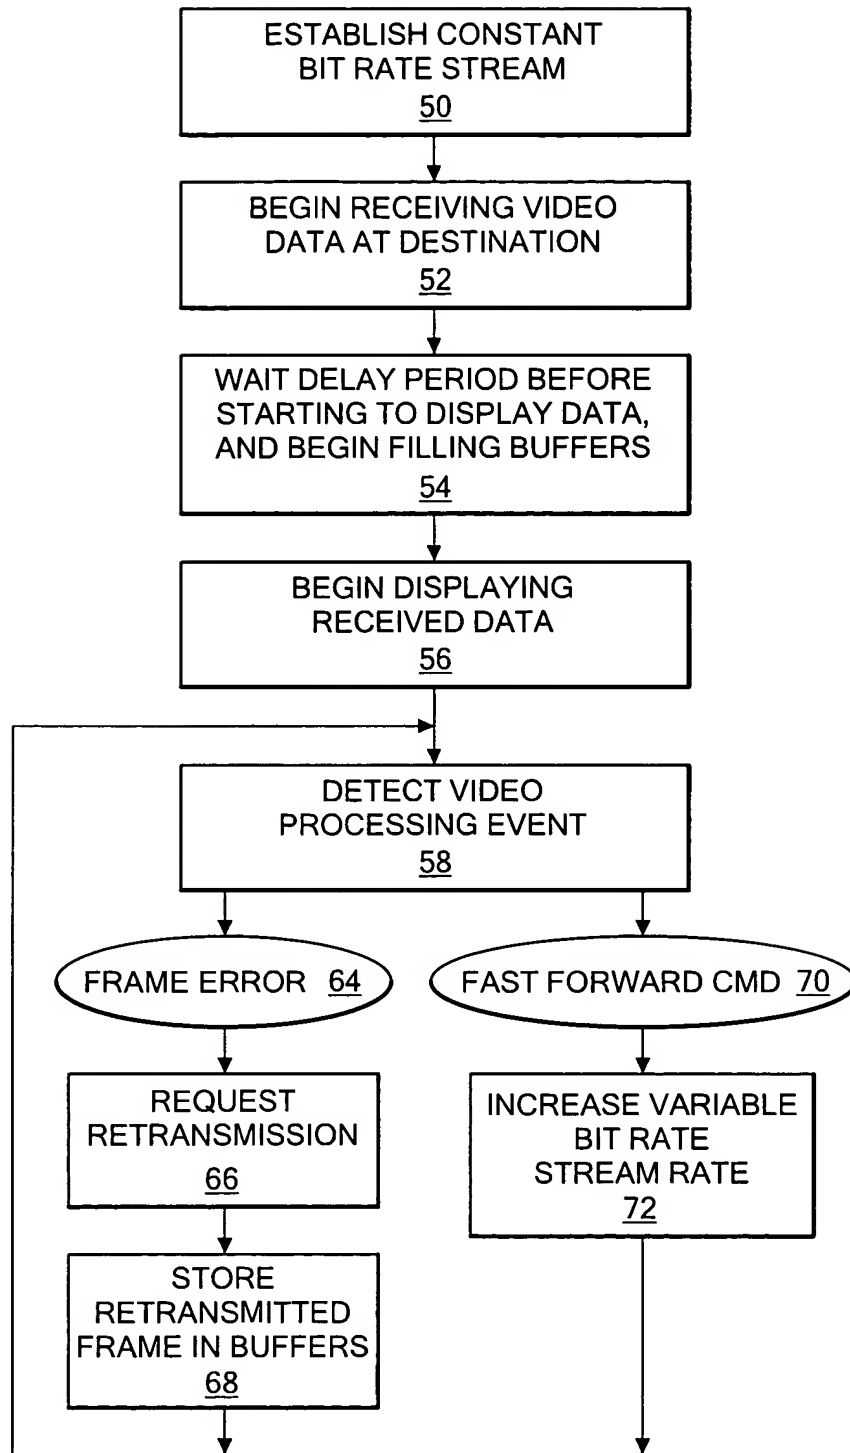 ESTABLISH CONSTANT
BIT RATE STREAM
50
BEGIN RECEIVING VIDEO
DATA AT DESTINATION
52
WAIT DELAY PERIOD BEFORE
STARTING TO DISPLAY DATA,
AND BEGIN FILLING BUFFERS
54
BEGIN DISPLAYING
RECEIVED DATA
56
DETECT VIDEO
PROCESSING EVENT
58
FRAME ERROR 64
REQUEST
RETRANSMISSION
66
STORE
RETRANSMITTED
FRAME IN BUFFERS
68
FAST FORWARD CMD 70
INCREASE VARIABLE
BIT RATE
STREAM RATE
72